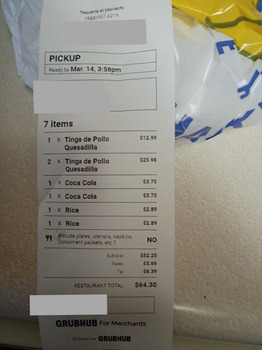 Taqueria el Mariachi
PICKUP
Ready by Mar. 14, 3:56pm
7 items
1 x Tinga de Pollo $12.99
Quesadilla
2 x Tinga de Pollo $25.98
Quesadilla
1 x Coca Cola $3.75
1 x Coca Cola $3.75
1 x Rice $2.89
1 x Rice $2.89
Include plates, utensils, napkins, NO
condiment packets, etc.?
Subtotal $52.25
Taxes $3.66
Tip $8.39
RESTAURANT TOTAL $64.30
GRUBHUB For Merchants
GRUBHUB